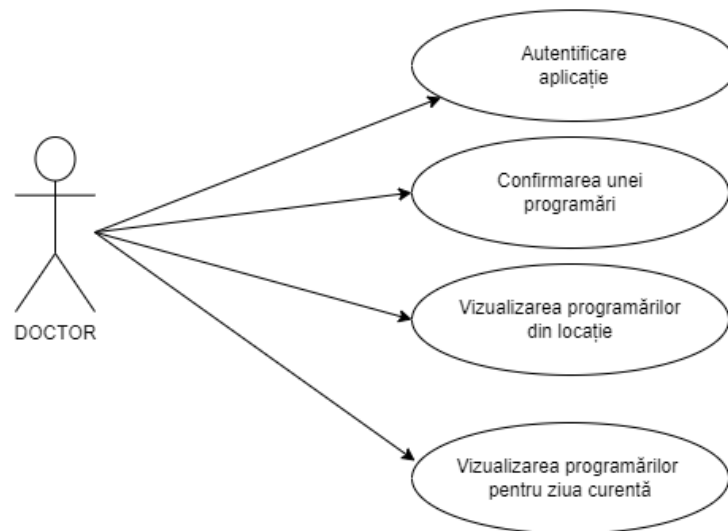 Autentificare
aplicație
Confirmarea unei
programări
Vizualizarea programărilor
din locație
DOCTOR
Vizualizarea programărilor
pentru ziua curentă